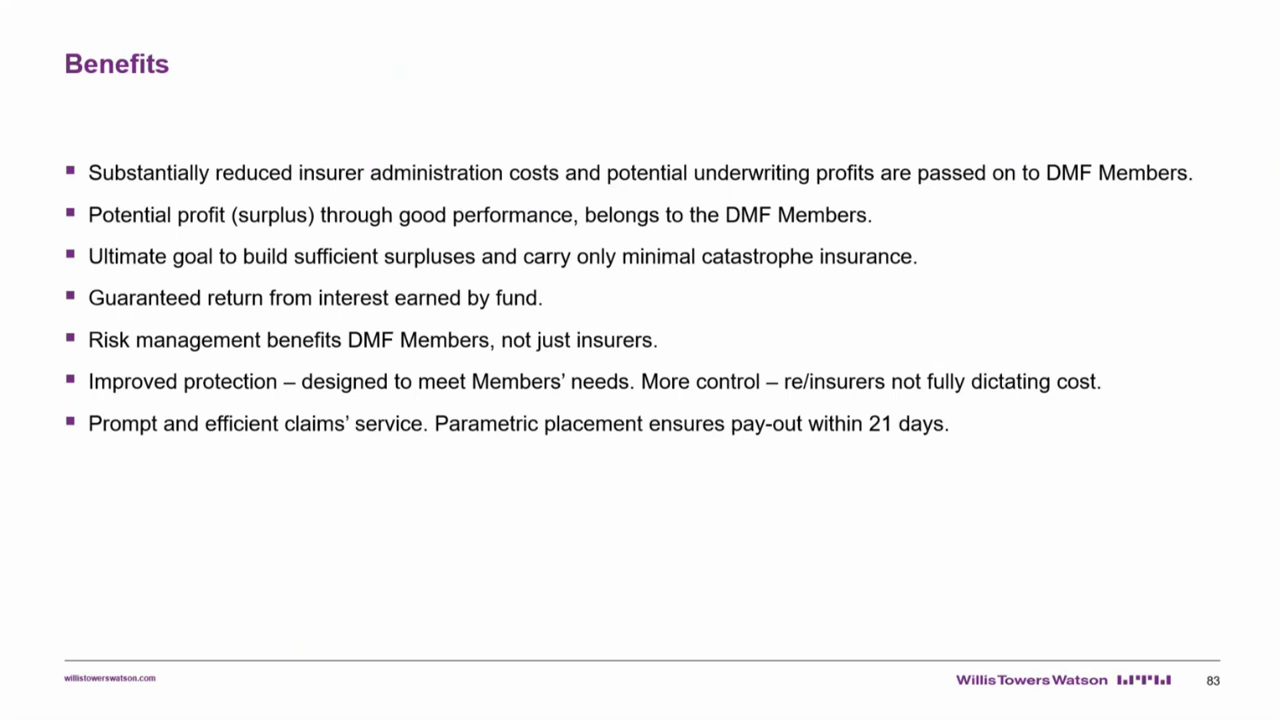 Benefits
Substantially reduced insurer administration costs and potential underwriting profits are passed on to DMF Members.
Potential profit (surplus) through good performance, belongs to the DMF Members.
Ultimate goal to build sufficient surpluses and carry only minimal catastrophe insurance.
Guaranteed return from interest earned by fund.
Risk management benefits DMF Members, not just insurers.
Improved protection – designed to meet Members’ needs. More control – re/insurers not fully dictating cost.
Prompt and efficient claims’ service. Parametric placement ensures pay-out within 21 days.
willistowerswatson.com
Willis Towers Watson
83